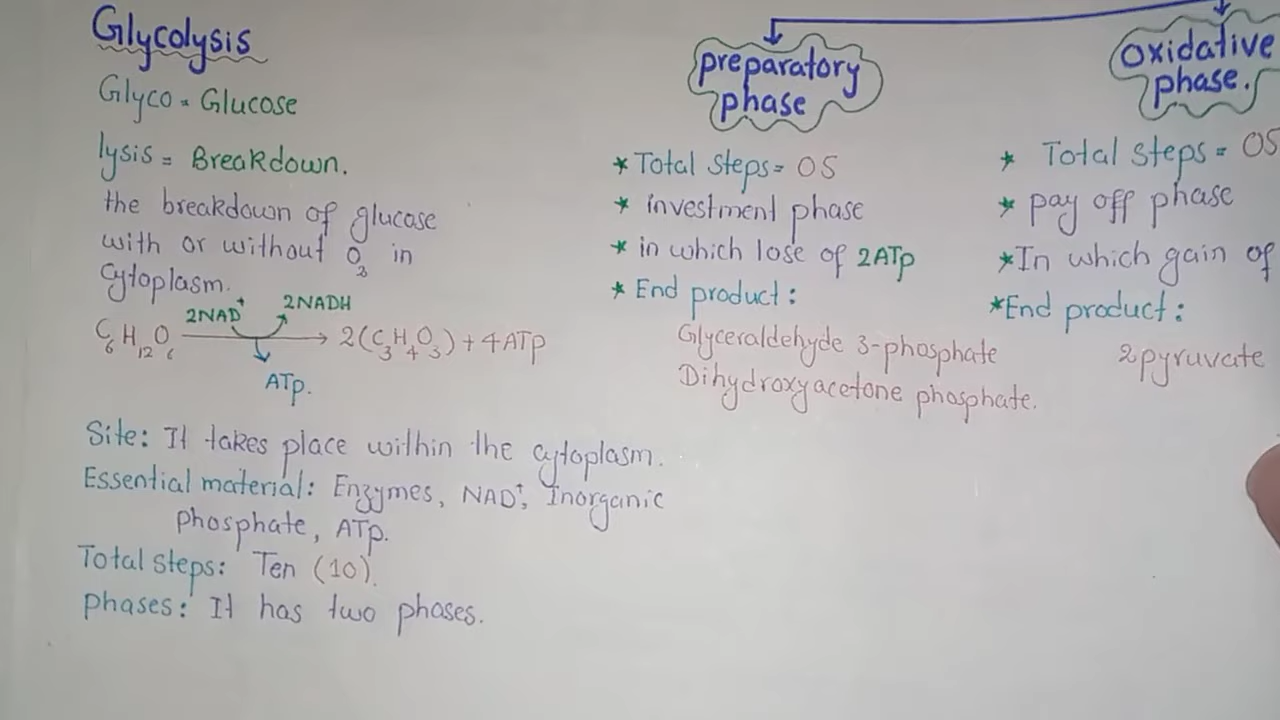 Glycolysis
Glyco = Glucose
lysis = Breakdown.
the breakdown of glucose
with or without O3 in
Cytoplasm.
2NAD+ 2NADH
C6H12O6 → 2(C3H4O3) + 4ATp
ATp.
Site: It takes place within the cytoplasm.
Essential material: Enzymes, NAD+, Inorganic
phosphate, ATp.
Total steps: Ten (10).
phases: It has two phases.
preparatory
phase
* Total Steps = 05
* investment phase
* in which lose of 2ATp
* End product:
Glyceraldehyde 3-phosphate
Dihydroxyacetone phosphate.
oxidative
phase.
* Total steps = 05
* pay off phase
* In which gain of
* End product:
2pyruvate